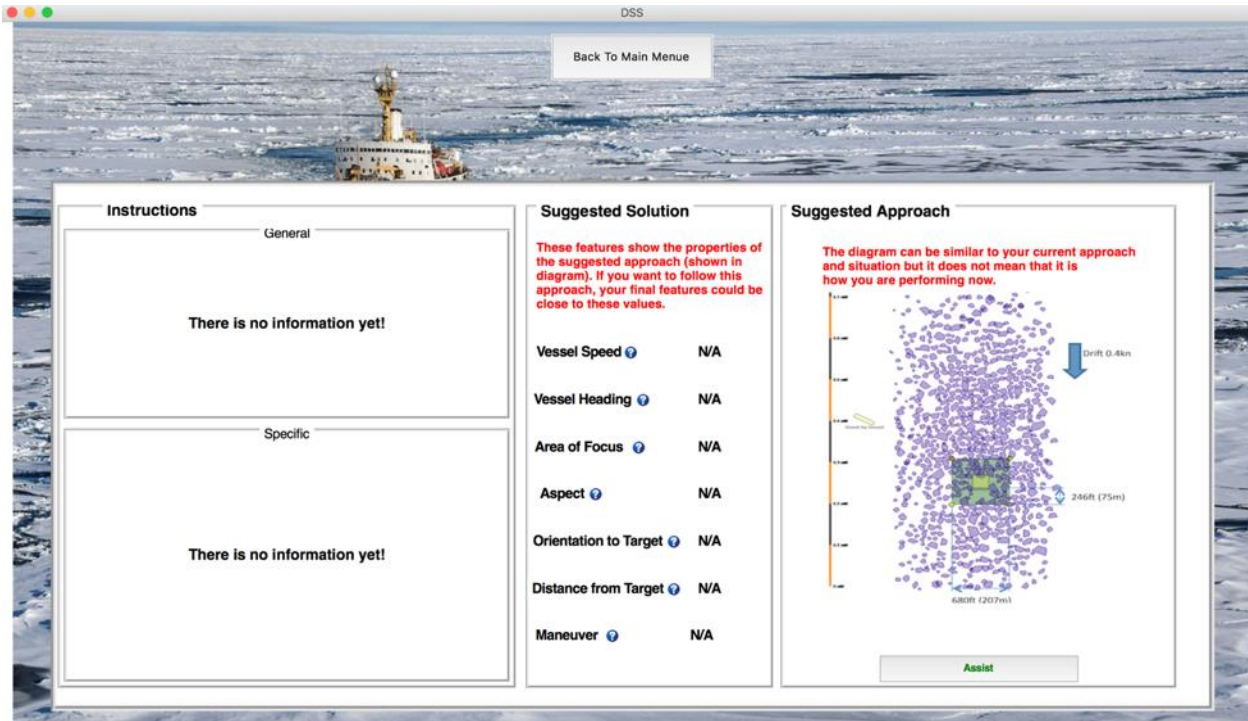 DSS
Back To Main Menue
Instructions
General
There is no information yet!
Specific
There is no information yet!
Suggested Solution
These features show the properties of
the suggested approach (shown in
diagram). If you want to follow this
approach, your final features could be
close to these values.
Vessel Speed ? N/A
Vessel Heading ? N/A
Area of Focus ? N/A
Aspect ? N/A
Orientation to Target ? N/A
Distance from Target ? N/A
Maneuver ? N/A
Suggested Approach
The diagram can be similar to your current approach
and situation but it does not mean that it is
how you are performing now.
Drift 0.4kn
246ft (75m)
680ft (207m)
Assist